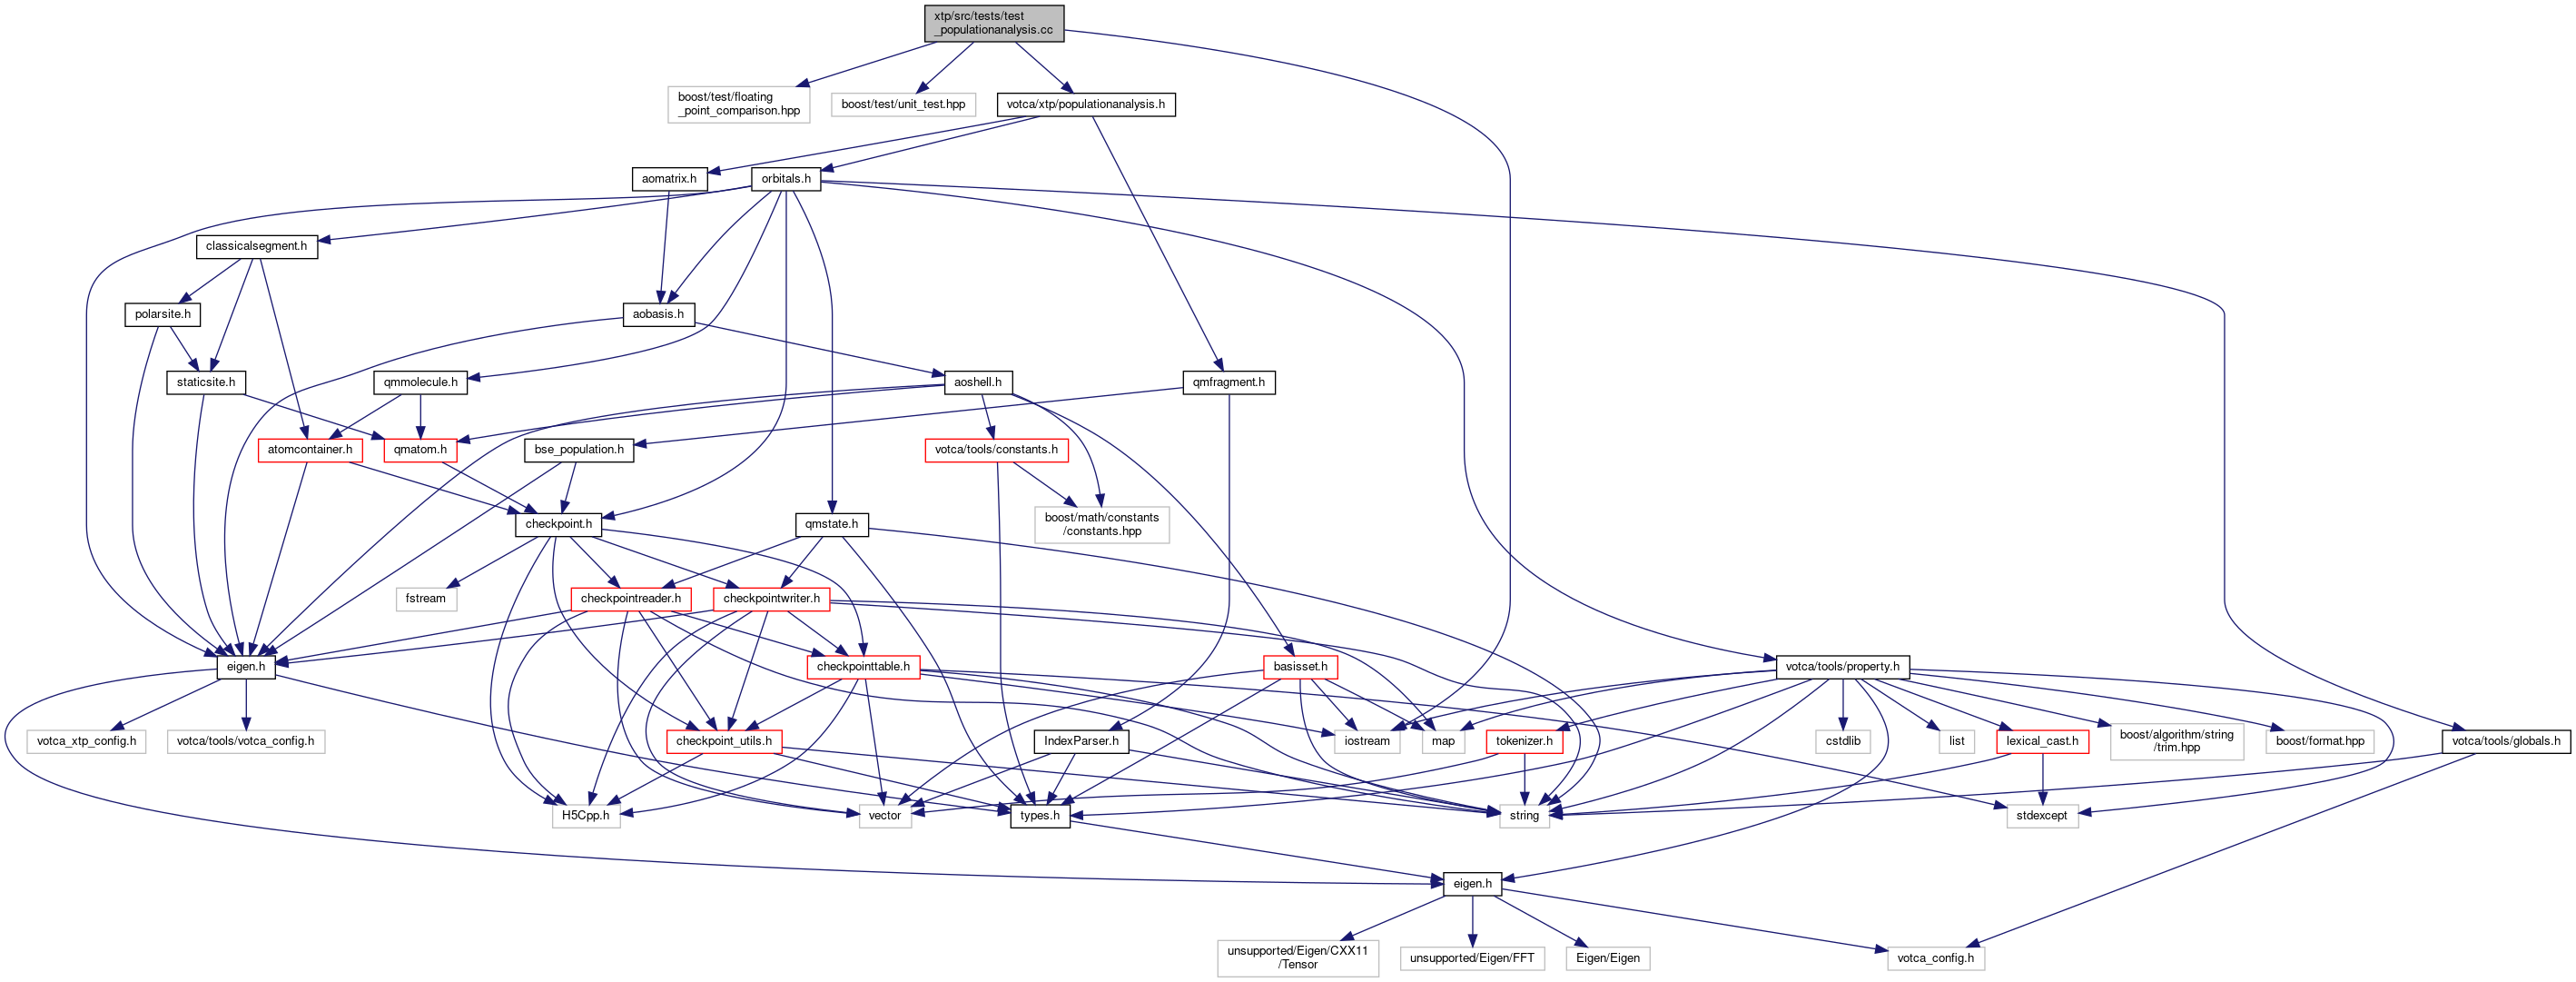 xtp/src/tests/test
_populationanalysis.cc
boost/test/floating
_point_comparison.hpp
boost/test/unit_test.hpp
votca/xtp/populationanalysis.h
aomatrix.h
orbitals.h
classicalsegment.h
polarsite.h
aobasis.h
staticsite.h
qmmolecule.h
aoshell.h
qmfragment.h
atomcontainer.h
qmatom.h
bse_population.h
votca/tools/constants.h
checkpoint.h
qmstate.h
boost/math/constants
/constants.hpp
fstream
checkpointreader.h
checkpointwriter.h
eigen.h
checkpointtable.h
basisset.h
votca/tools/property.h
votca_xtp_config.h
votca/tools/votca_config.h
checkpoint_utils.h
IndexParser.h
iostream
map
tokenizer.h
cstdlib
list
lexical_cast.h
boost/algorithm/string
/trim.hpp
boost/format.hpp
votca/tools/globals.h
H5Cpp.h
vector
types.h
string
stdexcept
eigen.h
unsupported/Eigen/CXX11
/Tensor
unsupported/Eigen/FFT
Eigen/Eigen
votca_config.h